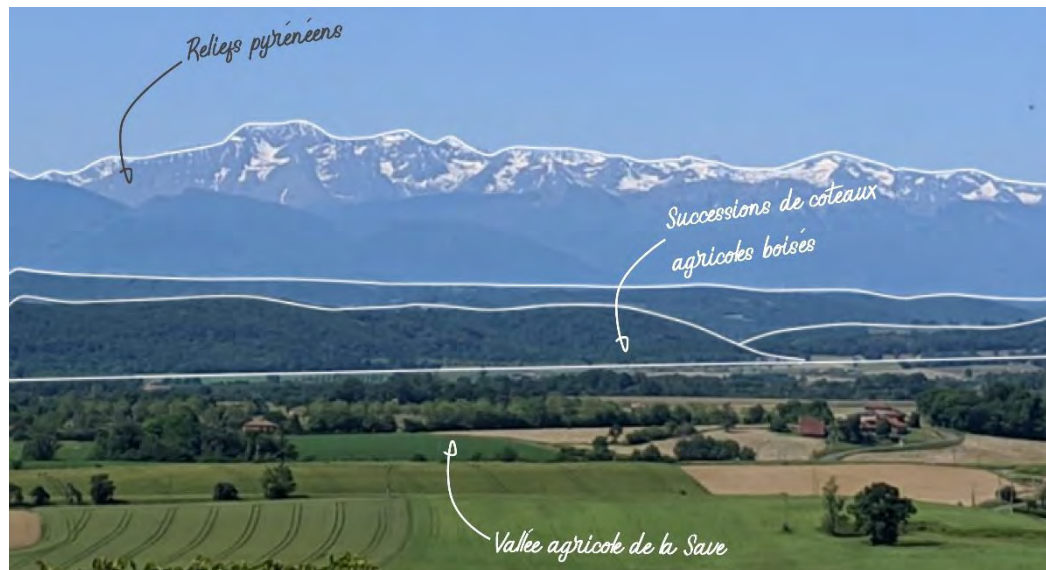 Reliefs pyrénéens
Successions de coteaux
agricoles boisés
Vallée agricole de la Save